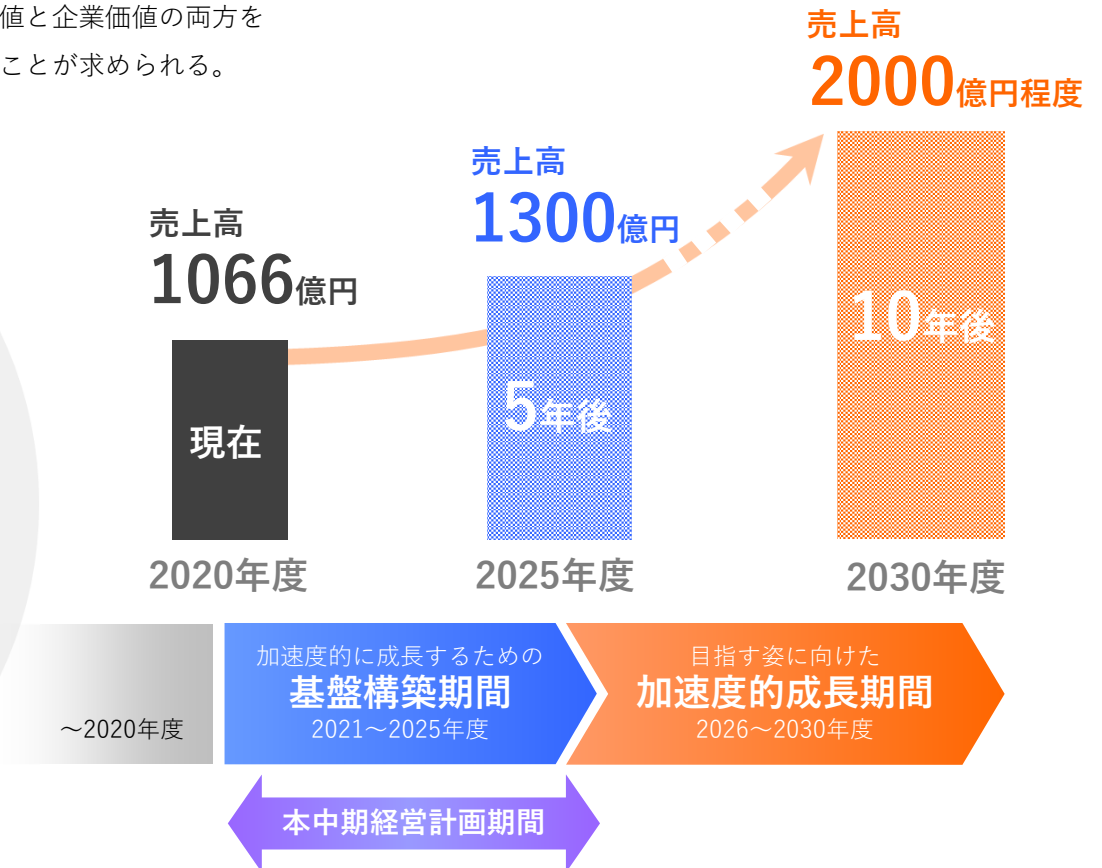 値と企業価値の両方を
ことが求められる。
売上高
2000億円程度
売上高
1300億円
売上高
1066億円
現在
5年後
10年後
2020年度
2025年度
2030年度
～2020年度
加速度的に成長するための
基盤構築期間
2021～2025年度
目指す姿に向けた
加速度的成長期間
2026～2030年度
本中期経営計画期間